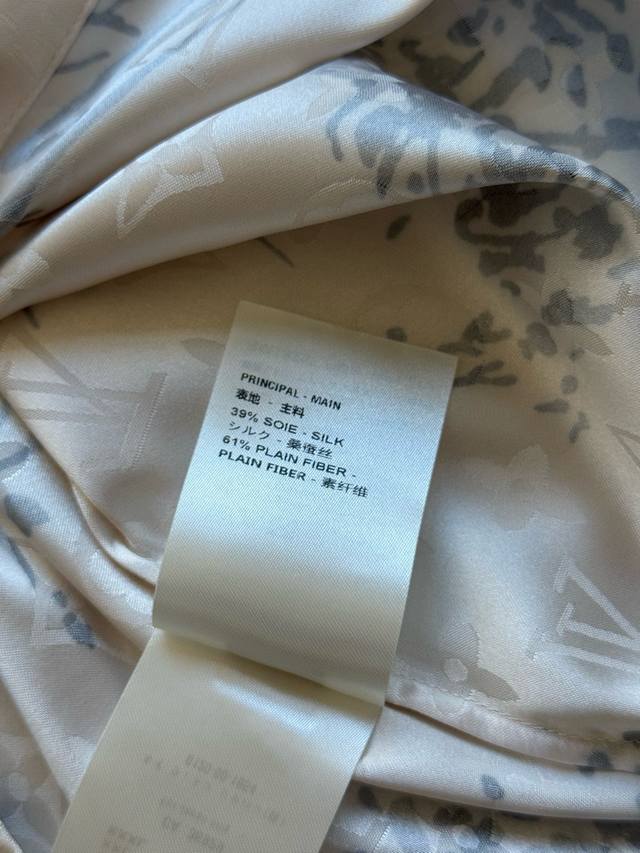 PRINCIPAL - MAIN
表地 - 主料
39% SOIE - SILK
シルク - 桑蚕丝
61% PLAIN FIBER -
PLAIN FIBER - 素纤维